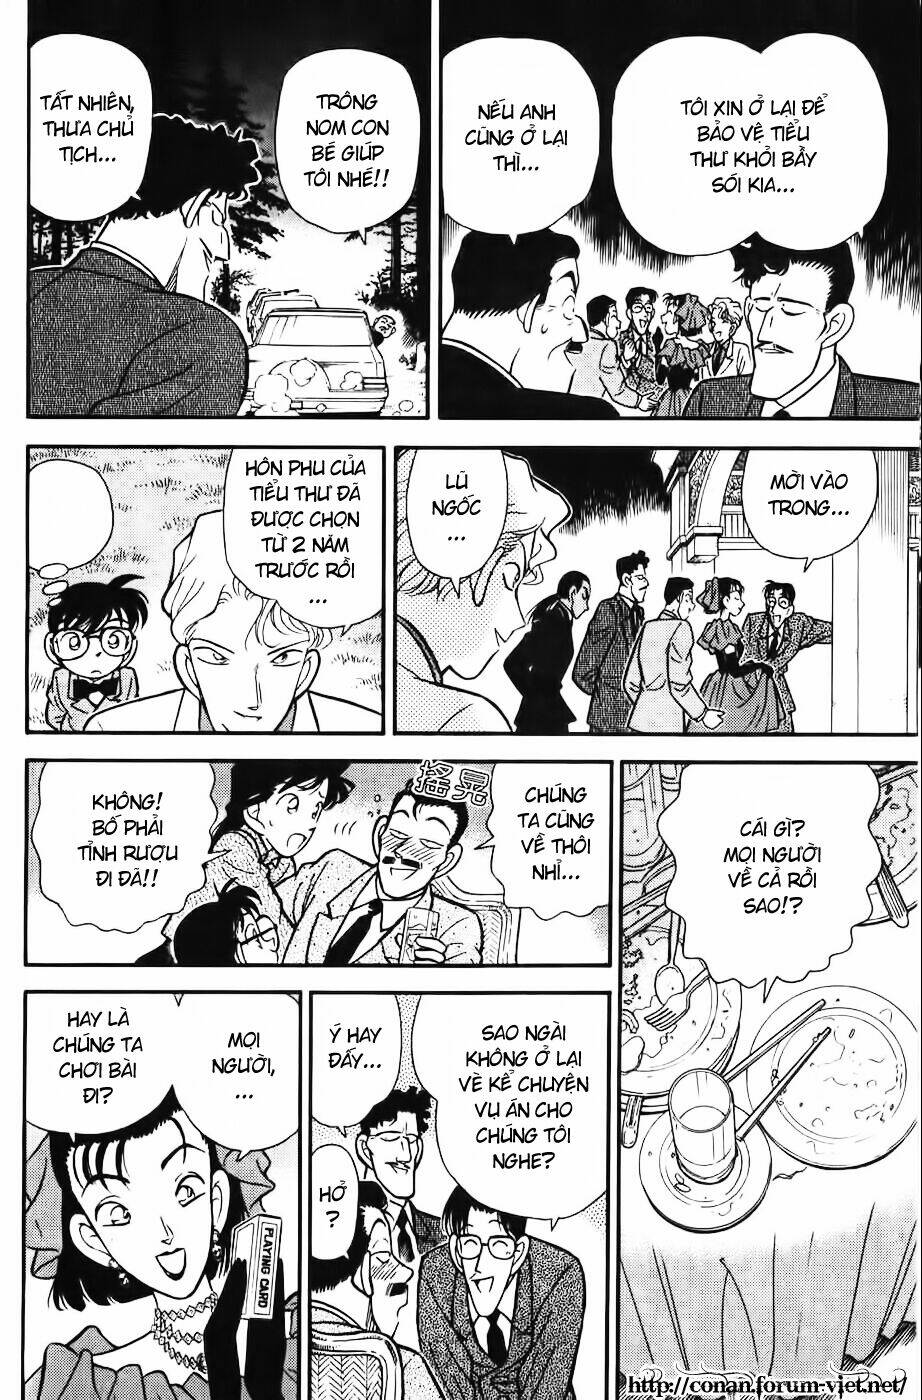 TÔI XIN Ở LẠI ĐỂ
BẢO VỆ TIỂU
THƯ KHỎI BẦY
SÓI KIA...
NẾU ANH
CŨNG Ở LẠI
THÌ...
TRÔNG
NOM CON
BÉ GIÚP
TÔI NHÉ!!
TẤT NHIÊN,
THƯA CHỦ
TỊCH...
MỜI VÀO
TRONG...
LŨ
NGỐC
HÔN PHU CỦA
TIỂU THƯ ĐÃ
ĐƯỢC CHỌN
TỪ 2 NĂM
TRƯỚC RỒI
...
CÁI GÌ?
MỌI NGƯỜI
VỀ CẢ RỒI
SAO!?
CHÚNG
TA CŨNG
VỀ THÔI
NHỈ...
搖晃
KHÔNG!
BỐ PHẢI
TỈNH RƯỢU
ĐI ĐÃ!!
SAO NGÀI
KHÔNG Ở LẠI
VÈ KỂ CHUYỆN
VỤ ÁN CHO
CHÚNG TÔI
NGHE?
Ý HAY
ĐẤY...
HỞ
?
MỌI
NGƯỜI,
...
HAY LÀ
CHÚNG TA
CHƠI BÀI
ĐI?
PLAYING CARD
http://conan.forum-viet.net/